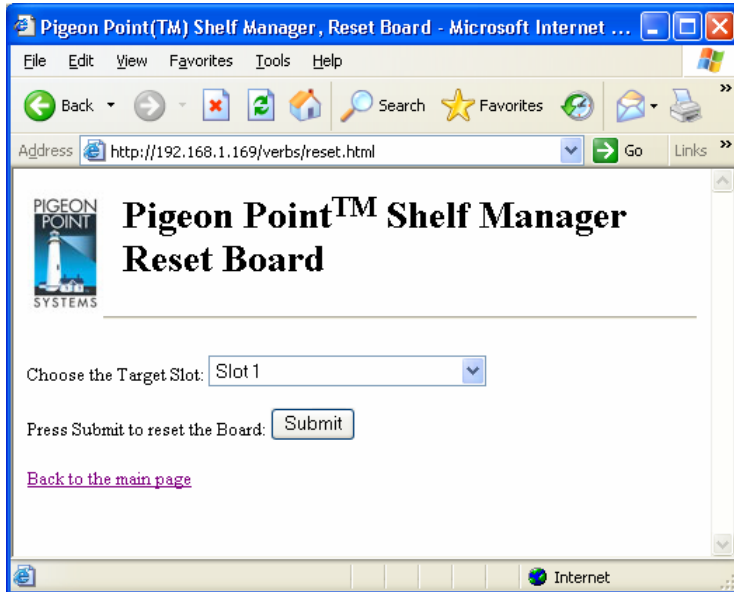 Pigeon Point(TM) Shelf Manager, Reset Board - Microsoft Internet ...
File Edit View Favorites Tools Help
Back Search Favorites »
Address http://192.168.1.169/verbs/reset.html Go Links »
PIGEON
POINT
SYSTEMS
Pigeon Point™ Shelf Manager
Reset Board
Choose the Target Slot: Slot 1
Press Submit to reset the Board: Submit
Back to the main page
Internet